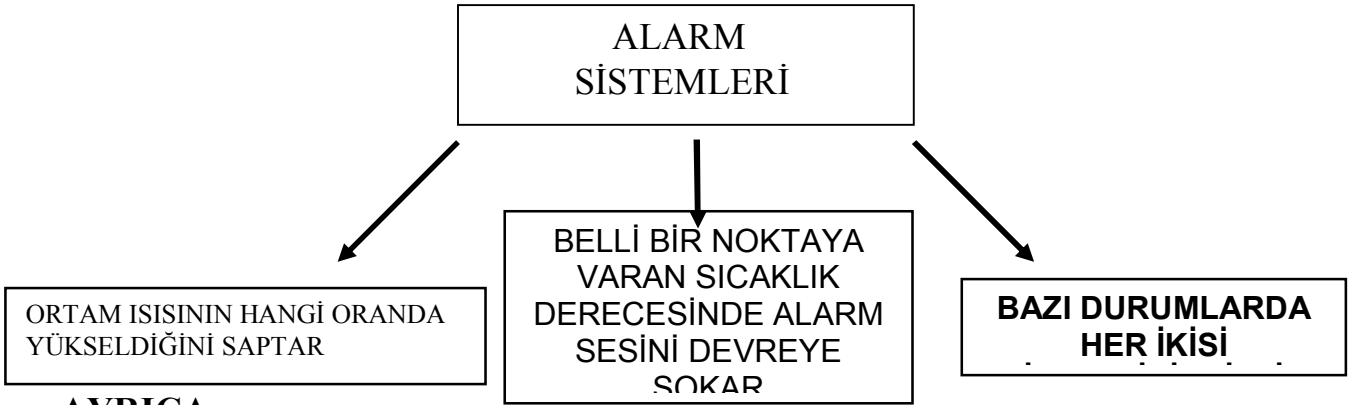 ALARM
SİSTEMLERİ
ORTAM ISISININ HANGİ ORANDA
YÜKSELDİĞİNİ SAPTAR
BELLİ BİR NOKTAYA
VARAN SICAKLIK
DERECESİNDE ALARM
SESİNİ DEVREYE
SOKAR
BAZI DURUMLARDA
HER İKİSİ
AYRICA